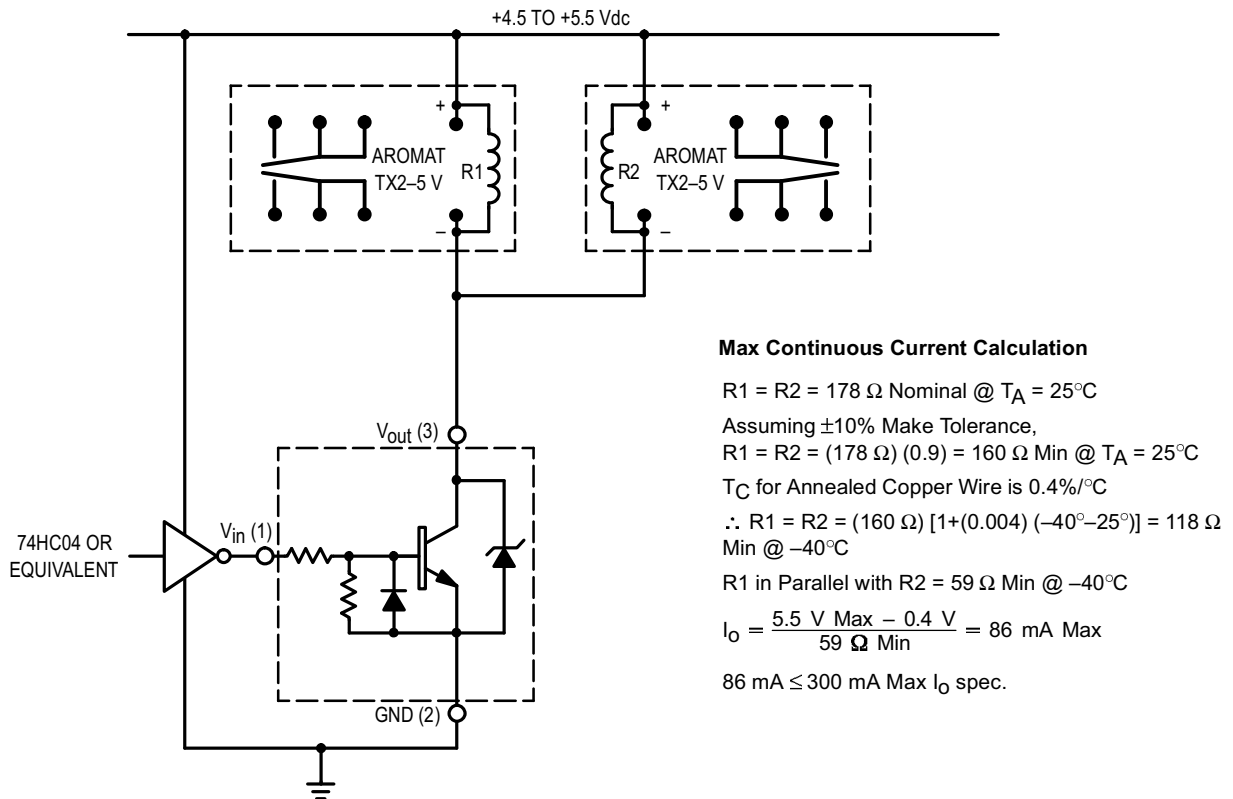 +4.5 TO +5.5 Vdc
+
AROMAT
TX2–5 V
R1
–
+
R2
AROMAT
TX2–5 V
–
Vout (3)
74HC04 OR
EQUIVALENT
Vin (1)
GND (2)
Max Continuous Current Calculation
R1 = R2 = 178 Ω Nominal @ TA = 25°C
Assuming ±10% Make Tolerance,
R1 = R2 = (178 Ω) (0.9) = 160 Ω Min @ TA = 25°C
TC for Annealed Copper Wire is 0.4%/°C
∴ R1 = R2 = (160 Ω) [1+(0.004) (–40°–25°)] = 118 Ω
Min @ –40°C
R1 in Parallel with R2 = 59 Ω Min @ –40°C
Io = (5.5 V Max – 0.4 V) / (59 Ω Min) = 86 mA Max
86 mA ≤ 300 mA Max Io spec.